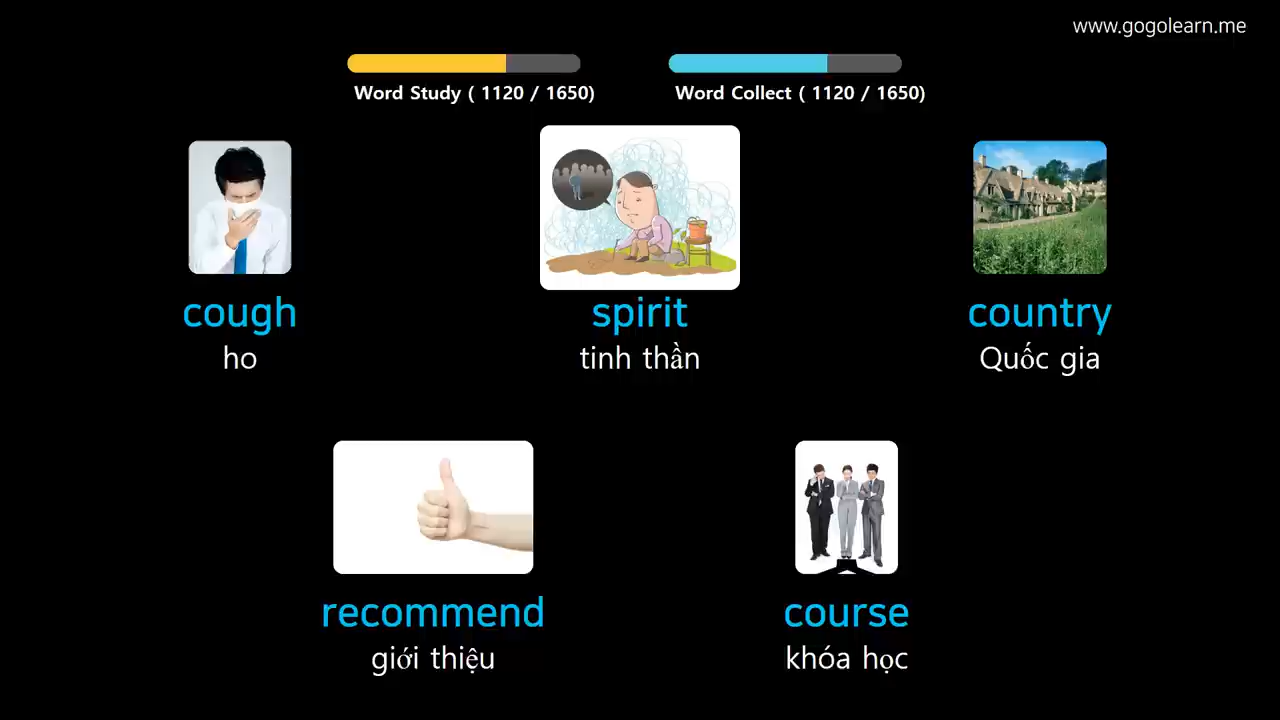 www.gogolearn.me
Word Study ( 1120 / 1650)
Word Collect ( 1120 / 1650)
cough
ho
spirit
tinh thần
country
Quốc gia
recommend
giới thiệu
course
khóa học